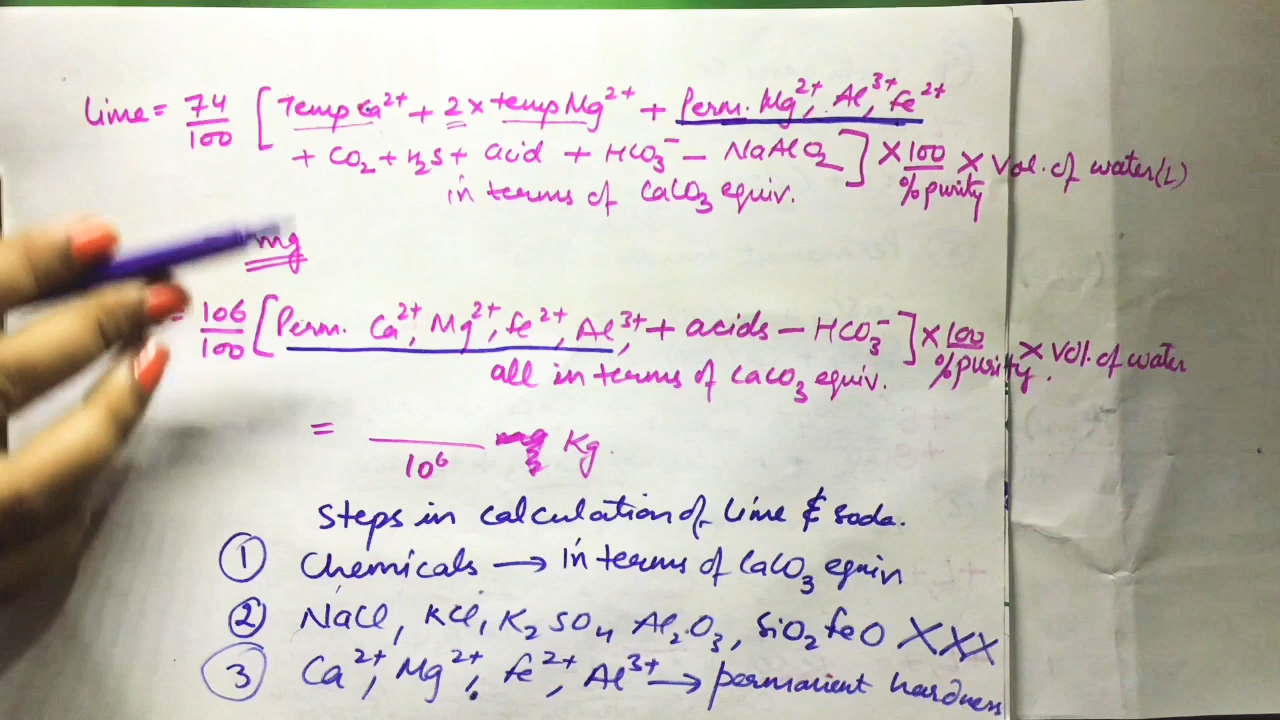 Lime = 74/100 [Temp Ca²⁺ + 2 x temp Mg²⁺ + Perm. Mg²⁺, Al³⁺, Fe²⁺
+ CO₂ + H₂S + acid + HCO₃⁻ − NaAlO₂] × 100/%purity × Vol. of water (L)
in terms of CaCO₃ equiv.
mg
= 106/100 [Perm. Ca²⁺, Mg²⁺, Fe²⁺, Al³⁺, + acids − HCO₃⁻] × 100/%purity. × Vol. of water
all in terms of CaCO₃ equiv.
= ——/10⁶ Kg.
Steps in calculation of Lime & Soda.
① Chemicals → in terms of CaCO₃ equiv
② NaCl, KCl, K₂SO₄ Al₂O₃, SiO₂ FeO XXX
③ Ca²⁺, Mg²⁺, Fe²⁺, Al³⁺ → permanent hardness